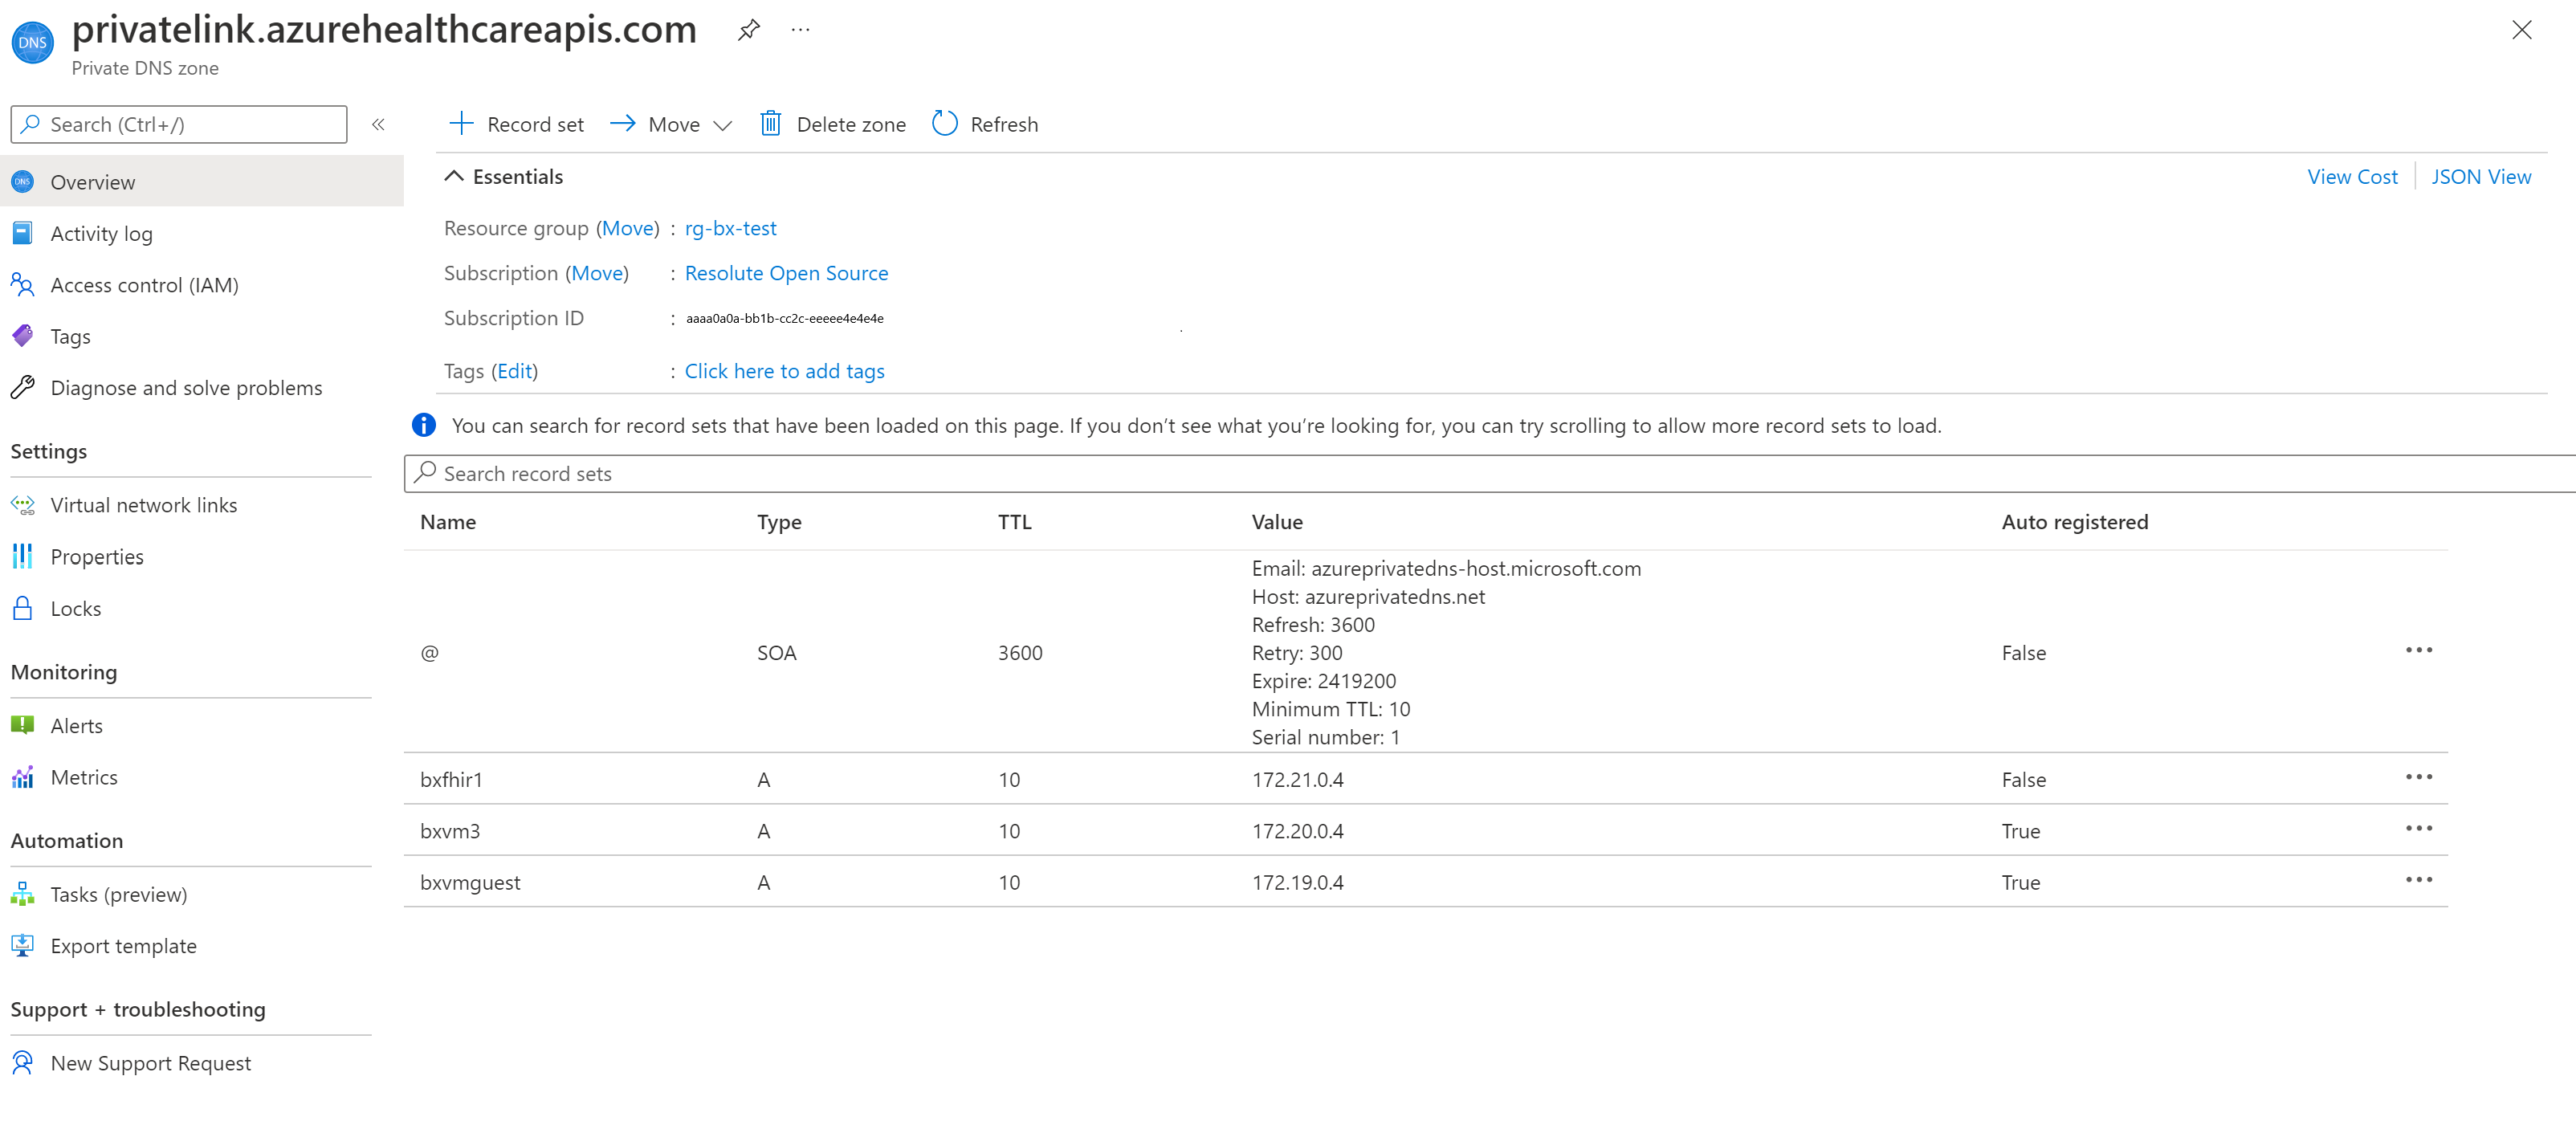 DNS
privatelink.azurehealthcareapis.com
Private DNS zone
Search (Ctrl+/)
Overview
Activity log
Access control (IAM)
Tags
Diagnose and solve problems
Settings
Virtual network links
Properties
Locks
Monitoring
Alerts
Metrics
Automation
Tasks (preview)
Export template
Support + troubleshooting
New Support Request
Record set Move Delete zone Refresh
Essentials View Cost JSON View
Resource group (Move) : rg-bx-test
Subscription (Move) : Resolute Open Source
Subscription ID : aaaa0a0a-bb1b-cc2c-eeeee4e4e4e
Tags (Edit) : Click here to add tags
You can search for record sets that have been loaded on this page. If you don’t see what you’re looking for, you can try scrolling to allow more record sets to load.
Search record sets
Name Type TTL Value Auto registered
Email: azureprivatedns-host.microsoft.com
Host: azureprivatedns.net
Refresh: 3600
@ SOA 3600 Retry: 300 False
Expire: 2419200
Minimum TTL: 10
Serial number: 1
bxfhir1 A 10 172.21.0.4 False
bxvm3 A 10 172.20.0.4 True
bxvmguest A 10 172.19.0.4 True